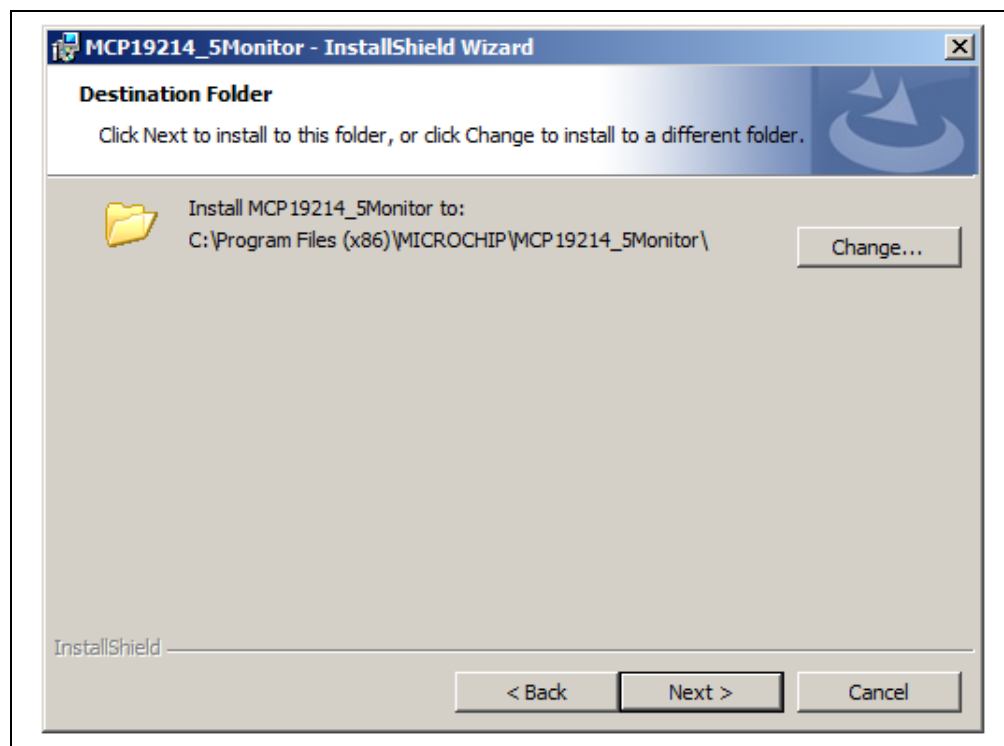 MCP19214_5Monitor - InstallShield Wizard
Destination Folder
Click Next to install to this folder, or click Change to install to a different folder.
Install MCP19214_5Monitor to:
C:\Program Files (x86)\MICROCHIP\MCP19214_5Monitor\
Change...
InstallShield
< Back
Next >
Cancel